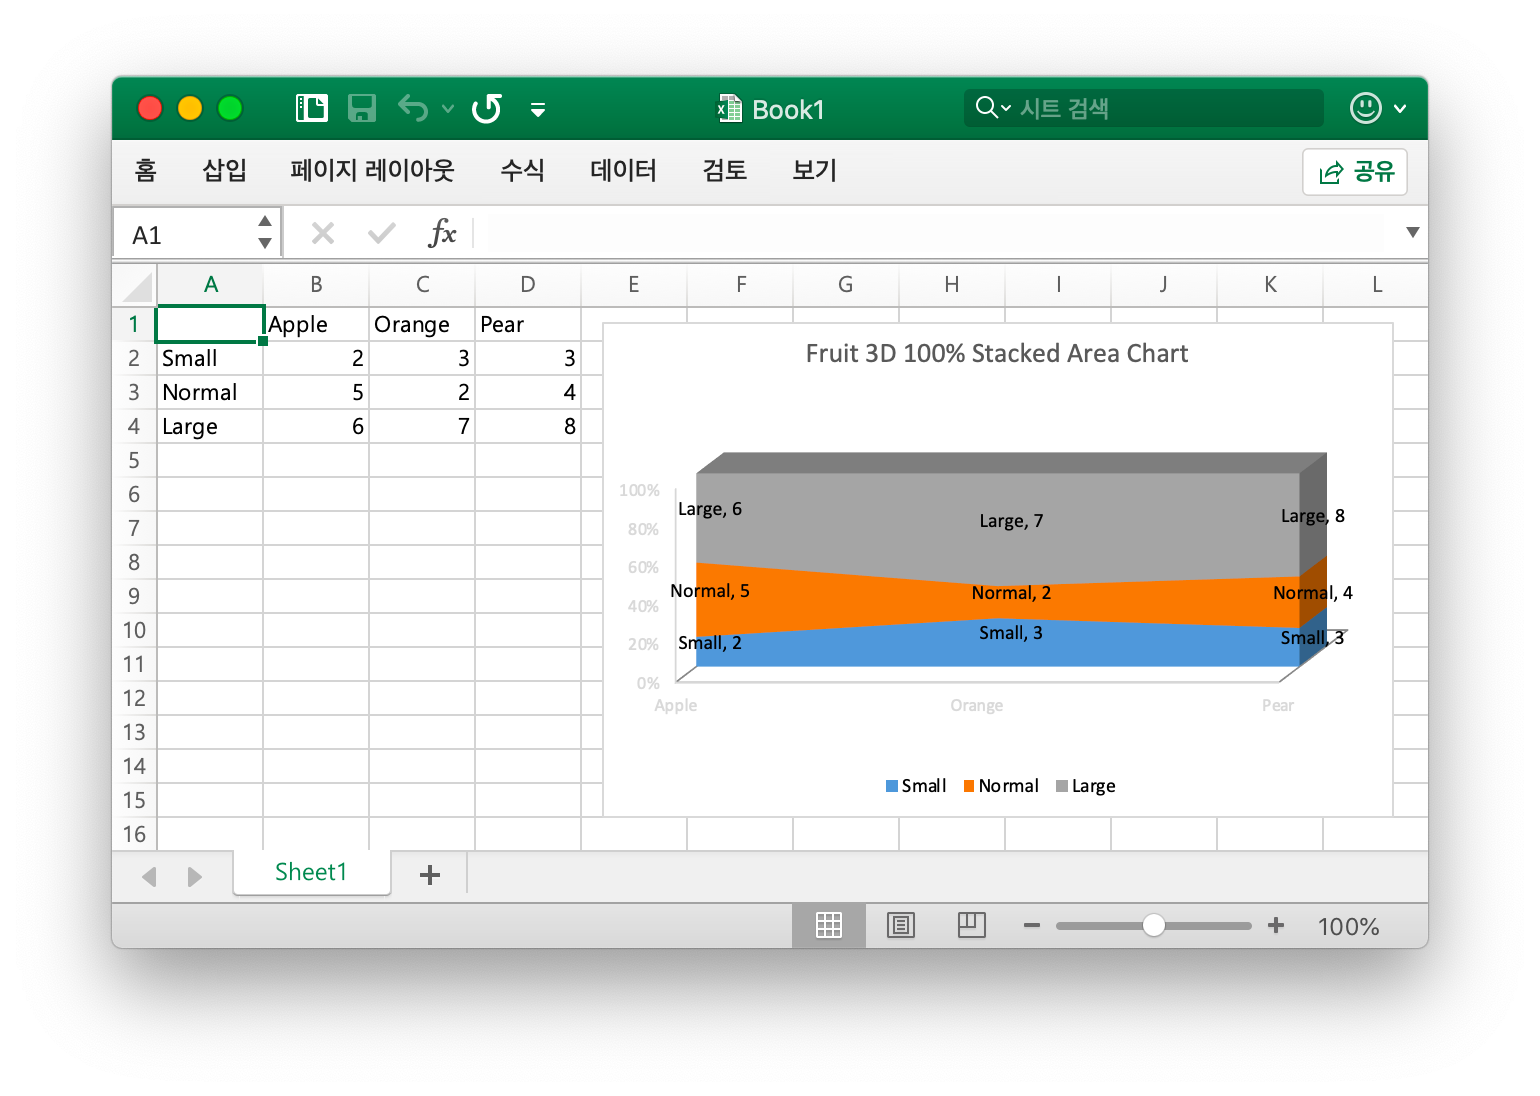 Book1
시트 검색
홈 삽입 페이지 레이아웃 수식 데이터 검토 보기 공유
A1 fx
A B C D E F G H I J K L
1 Apple Orange Pear
2 Small 2 3 3
3 Normal 5 2 4
4 Large 6 7 8
5
6
7
8
9
10
11
12
13
14
15
16
Fruit 3D 100% Stacked Area Chart
100%
80%
60%
40%
20%
0%
Large, 6 Large, 7 Large, 8
Normal, 5 Normal, 2 Normal, 4
Small, 2 Small, 3 Small, 3
Apple Orange Pear
Small Normal Large
Sheet1
100%